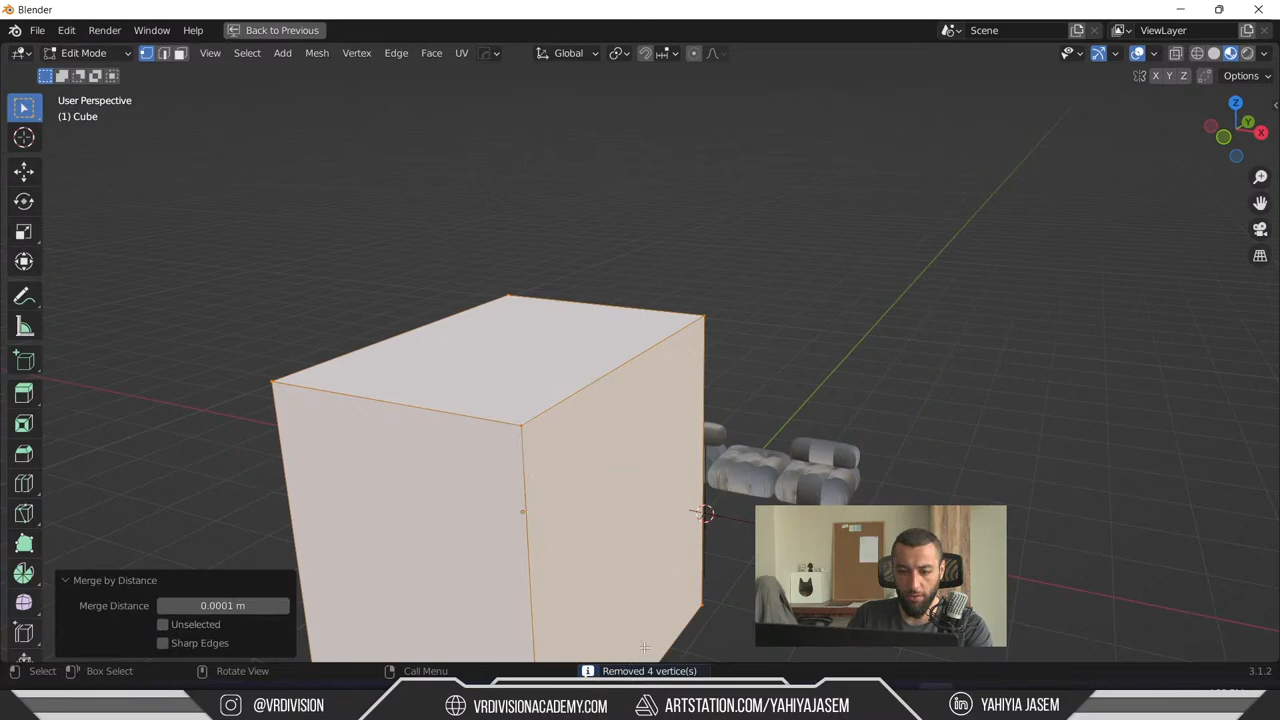 Blender
File Edit Render Window Help Back to Previous Scene ViewLayer
Edit Mode View Select Add Mesh Vertex Edge Face UV Global
X Y Z Options
User Perspective
(1) Cube
Z
Y
X
Merge by Distance
Merge Distance 0.0001 m
Unselected
Sharp Edges
Select Box Select Rotate View Call Menu Removed 4 vertice(s) 3.1.2
@VRDIVISION VRDIVISIONACADEMY.COM ARTSTATION.COM/YAHIYAJASEM YAHIYIA JASEM